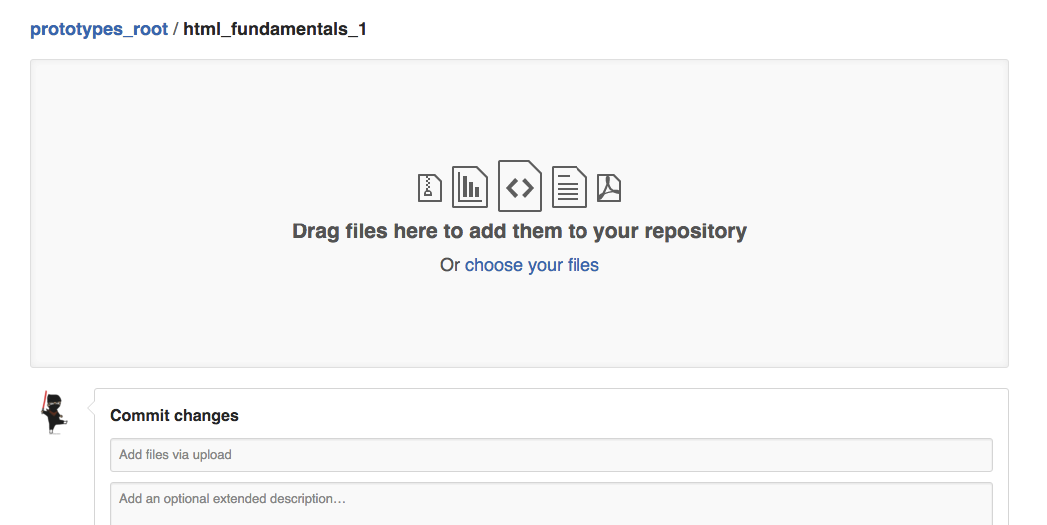 prototypes_root / html_fundamentals_1
Drag files here to add them to your repository
Or choose your files
Commit changes
Add files via upload
Add an optional extended description…